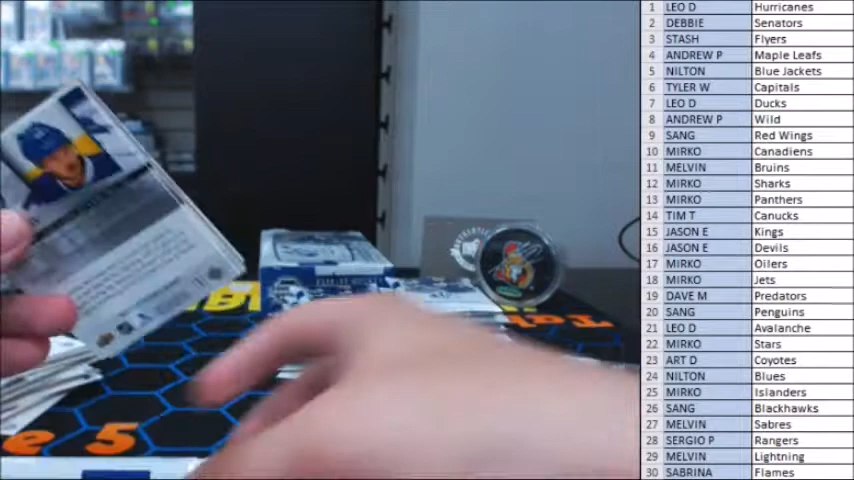 1 LEO D Hurricanes
2 DEBBIE Senators
3 STASH Flyers
4 ANDREW P Maple Leafs
5 NILTON Blue Jackets
6 TYLER W Capitals
7 LEO D Ducks
8 ANDREW P Wild
9 SANG Red Wings
10 MIRKO Canadiens
11 MELVIN Bruins
12 MIRKO Sharks
13 MIRKO Panthers
14 TIM T Canucks
15 JASON E Kings
16 JASON E Devils
17 MIRKO Oilers
18 MIRKO Jets
19 DAVE M Predators
20 SANG Penguins
21 LEO D Avalanche
22 MIRKO Stars
23 ART D Coyotes
24 NILTON Blues
25 MIRKO Islanders
26 SANG Blackhawks
27 MELVIN Sabres
28 SERGIO P Rangers
29 MELVIN Lightning
30 SABRINA Flames
e 5